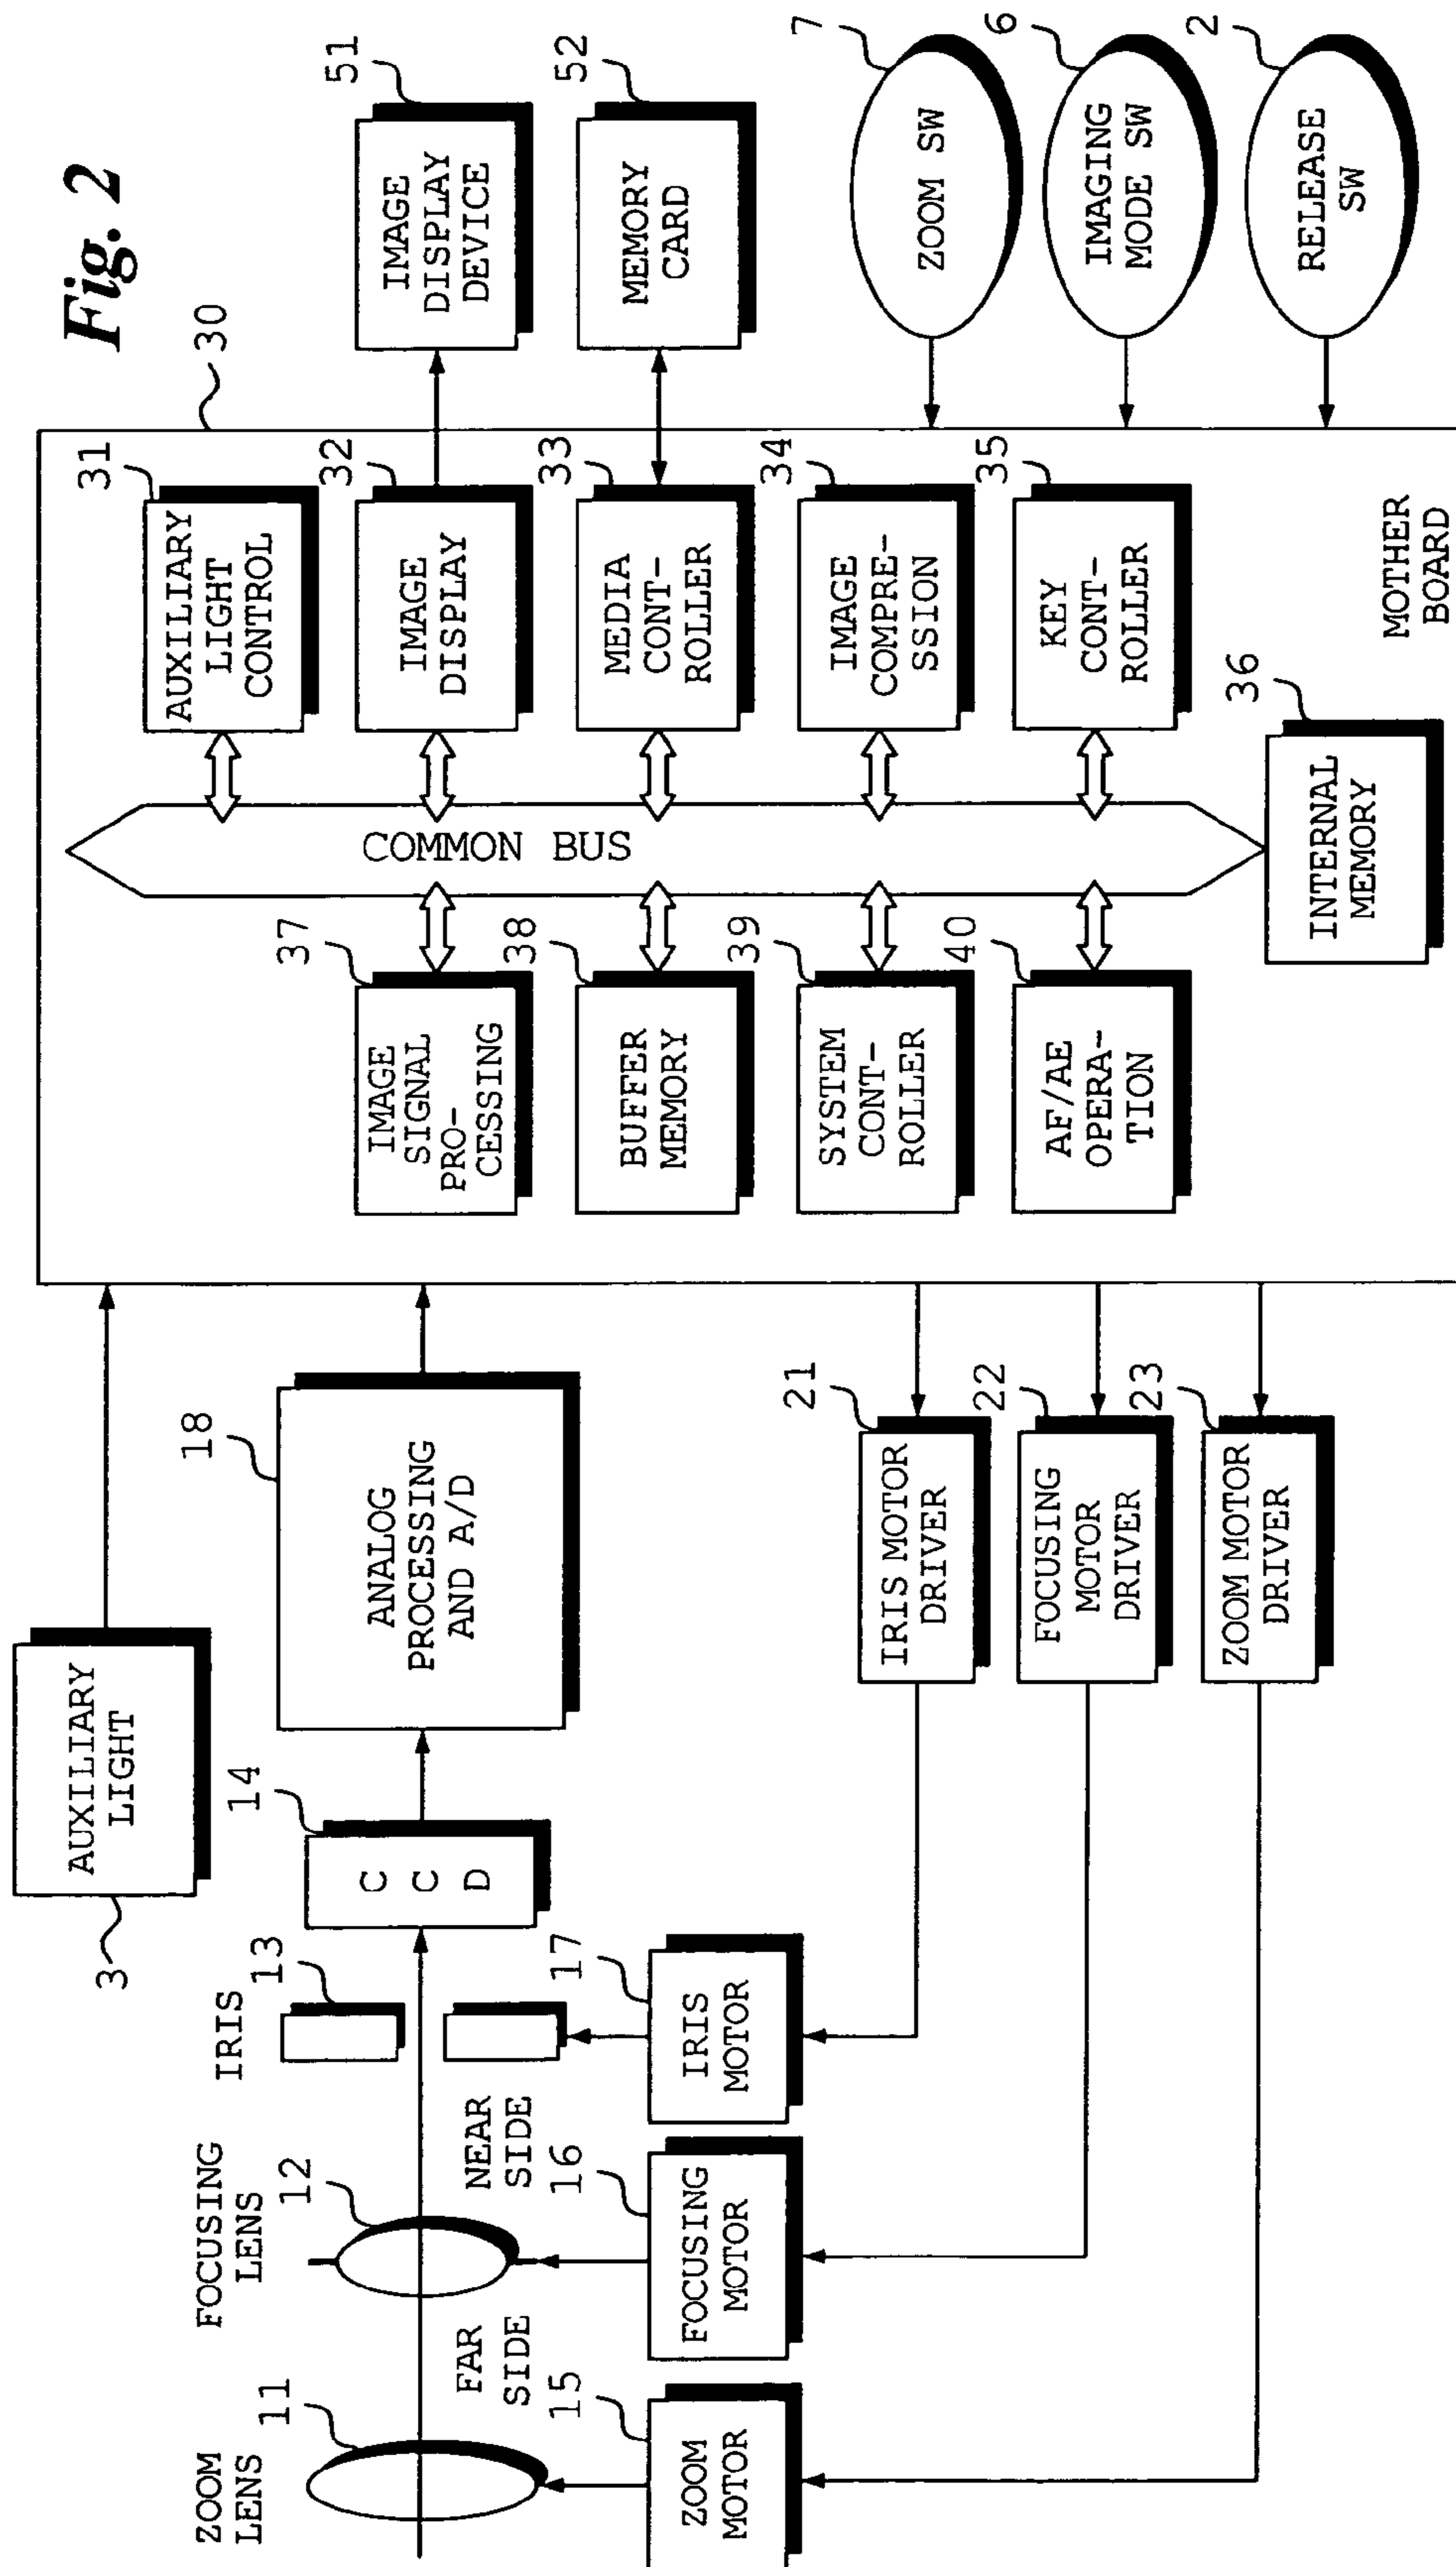 Fig. 2
ZOOM
LENS
11
FOCUSING
LENS
12
IRIS
13
FAR
SIDE
NEAR
SIDE
3
AUXILIARY
LIGHT
14
C
C
D
18
ANALOG
PROCESSING
AND A/D
15
ZOOM
MOTOR
16
FOCUSING
MOTOR
17
IRIS
MOTOR
21
IRIS MOTOR
DRIVER
22
FOCUSING
MOTOR
DRIVER
23
ZOOM MOTOR
DRIVER
30
37
IMAGE
SIGNAL
PRO-
CESSING
38
BUFFER
MEMORY
39
SYSTEM
CONT-
ROLLER
40
AF/AE
OPERA-
TION
COMMON BUS
36
INTERNAL
MEMORY
31
AUXILIARY
LIGHT
CONTROL
32
IMAGE
DISPLAY
33
MEDIA
CONT-
ROLLER
34
IMAGE
COMPRE-
SSION
35
KEY
CONT-
ROLLER
MOTHER
BOARD
51
IMAGE
DISPLAY
DEVICE
52
MEMORY
CARD
7
ZOOM SW
6
IMAGING
MODE SW
2
RELEASE
SW